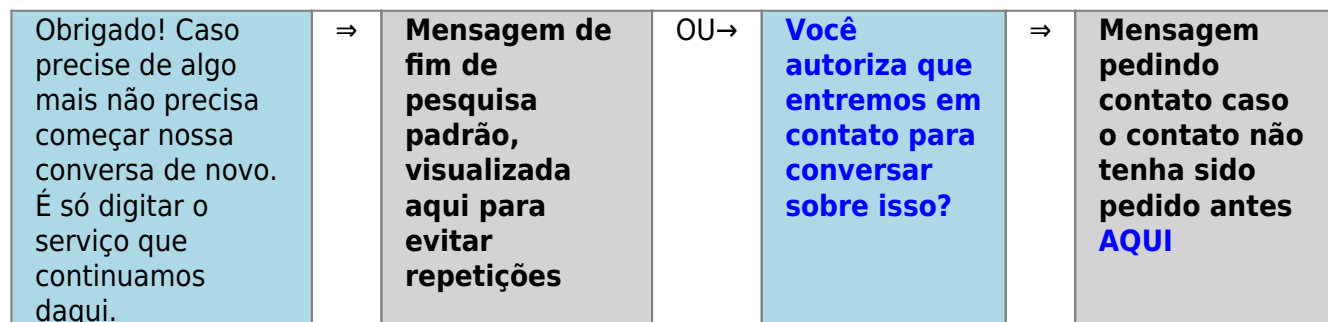 Obrigado! Caso
precise de algo
mais não precisa
começar nossa
conversa de novo.
É só digitar o
serviço que
continuamos
daqui.
⇒
Mensagem de
fim de
pesquisa
padrão,
visualizada
aqui para
evitar
repetições
OU→
Você
autoriza que
entremos em
contato para
conversar
sobre isso?
⇒
Mensagem
pedindo
contato caso
o contato não
tenha sido
pedido antes
AQUI